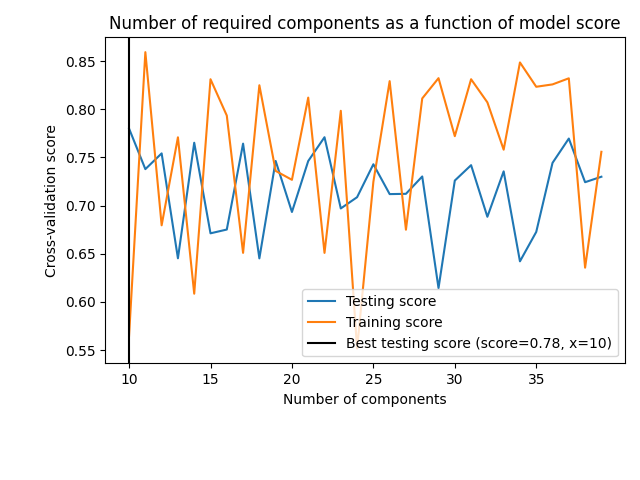 Number of required components as a function of model score
Cross-validation score
0.85
0.80
0.75
0.70
0.65
0.60
0.55
Testing score
Training score
Best testing score (score=0.78, x=10)
10 15 20 25 30 35
Number of components